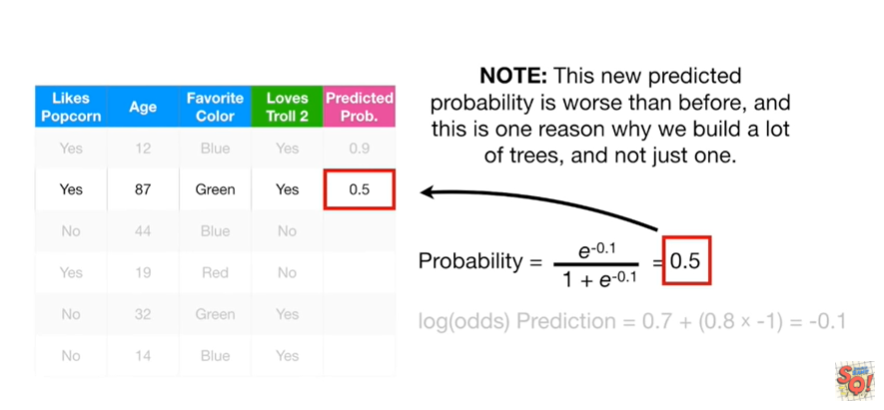 NOTE: This new predicted
probability is worse than before, and
this is one reason why we build a lot
of trees, and not just one.
Likes Popcorn Age Favorite Color Loves Troll 2 Predicted Prob.
Yes 12 Blue Yes 0.9
Yes 87 Green Yes 0.5
No 44 Blue No
Yes 19 Red No
No 32 Green Yes
No 14 Blue Yes
Probability = e^-0.1 / 1 + e^-0.1 = 0.5
log(odds) Prediction = 0.7 + (0.8 × -1) = -0.1
SQ!